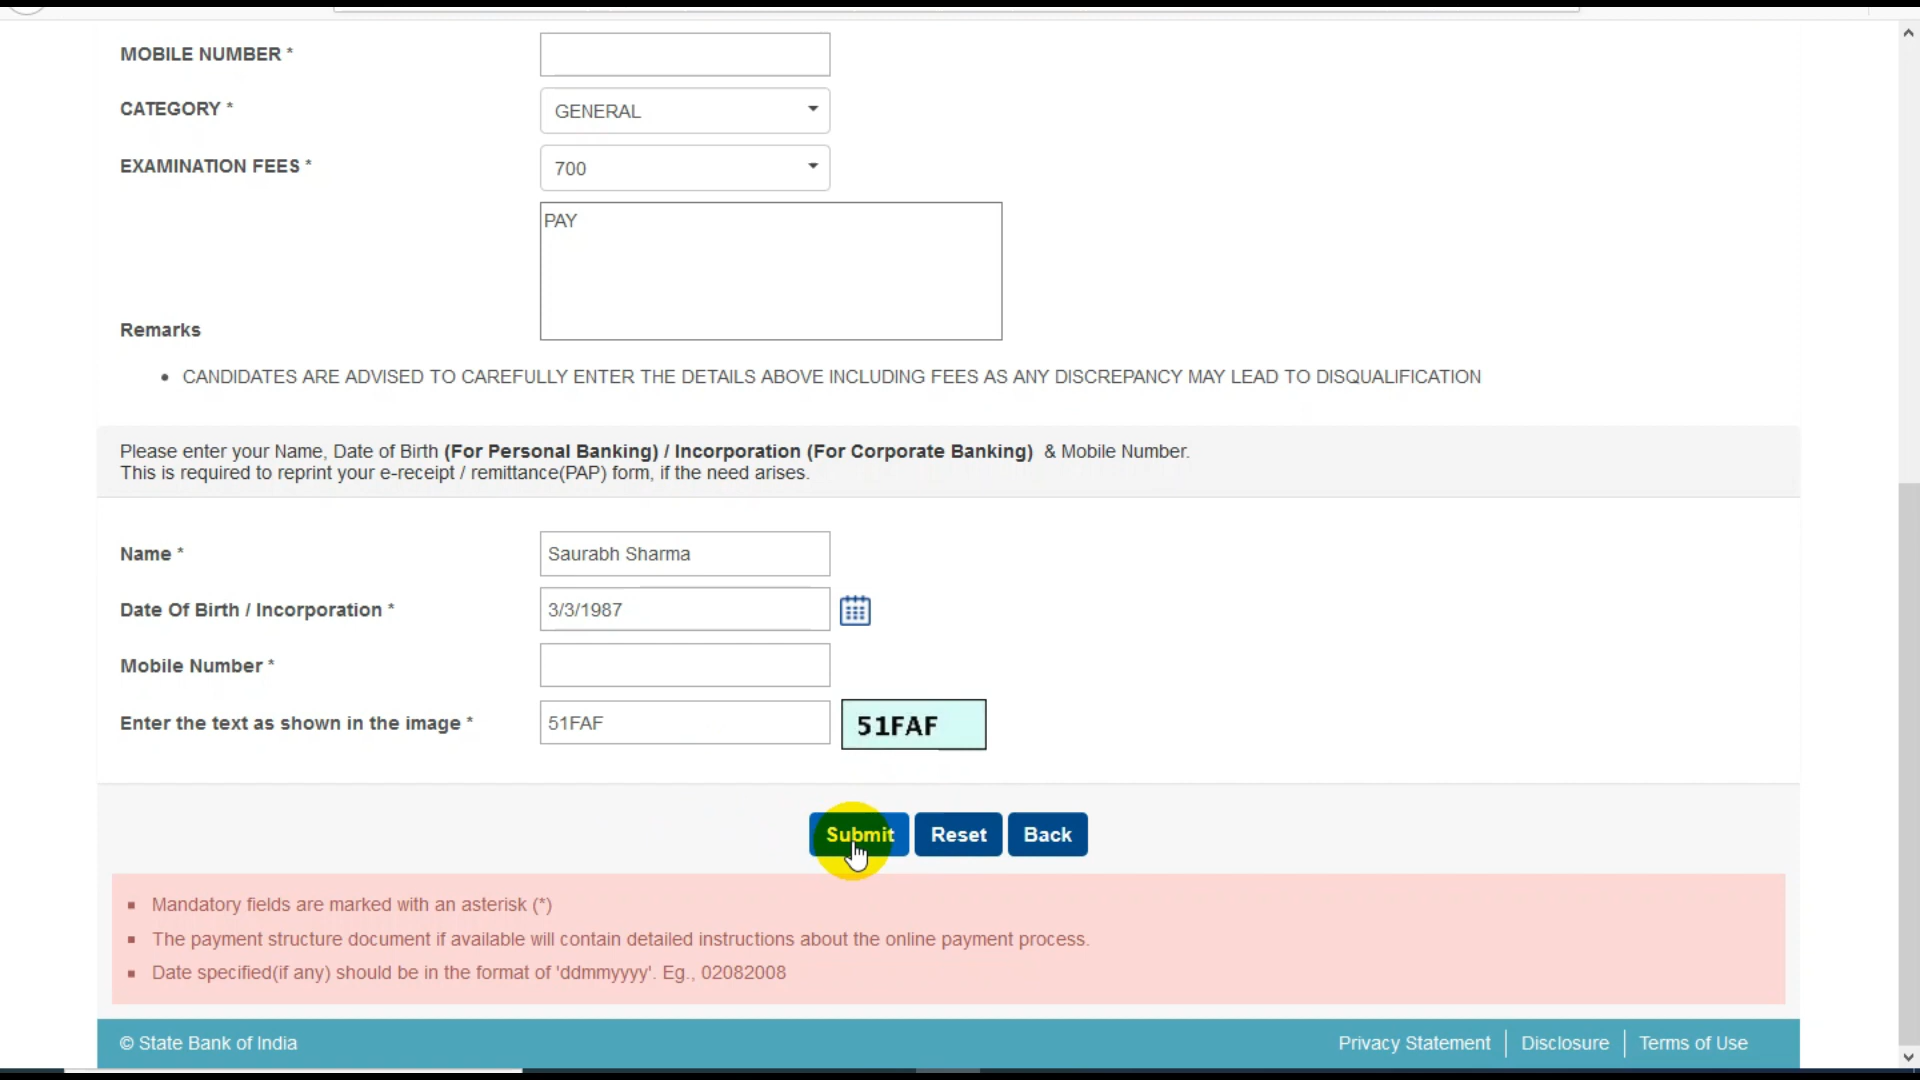 MOBILE NUMBER *
CATEGORY *
GENERAL
EXAMINATION FEES *
700
PAY
Remarks
• CANDIDATES ARE ADVISED TO CAREFULLY ENTER THE DETAILS ABOVE INCLUDING FEES AS ANY DISCREPANCY MAY LEAD TO DISQUALIFICATION
Please enter your Name, Date of Birth (For Personal Banking) / Incorporation (For Corporate Banking) & Mobile Number.
This is required to reprint your e-receipt / remittance(PAP) form, if the need arises.
Name *
Saurabh Sharma
Date Of Birth / Incorporation *
3/3/1987
Mobile Number *
Enter the text as shown in the image *
51FAF
51FAF
Submit
Reset
Back
Mandatory fields are marked with an asterisk (*)
The payment structure document if available will contain detailed instructions about the online payment process.
Date specified(if any) should be in the format of 'ddmmyyyy'. Eg., 02082008
© State Bank of India
Privacy Statement
Disclosure
Terms of Use